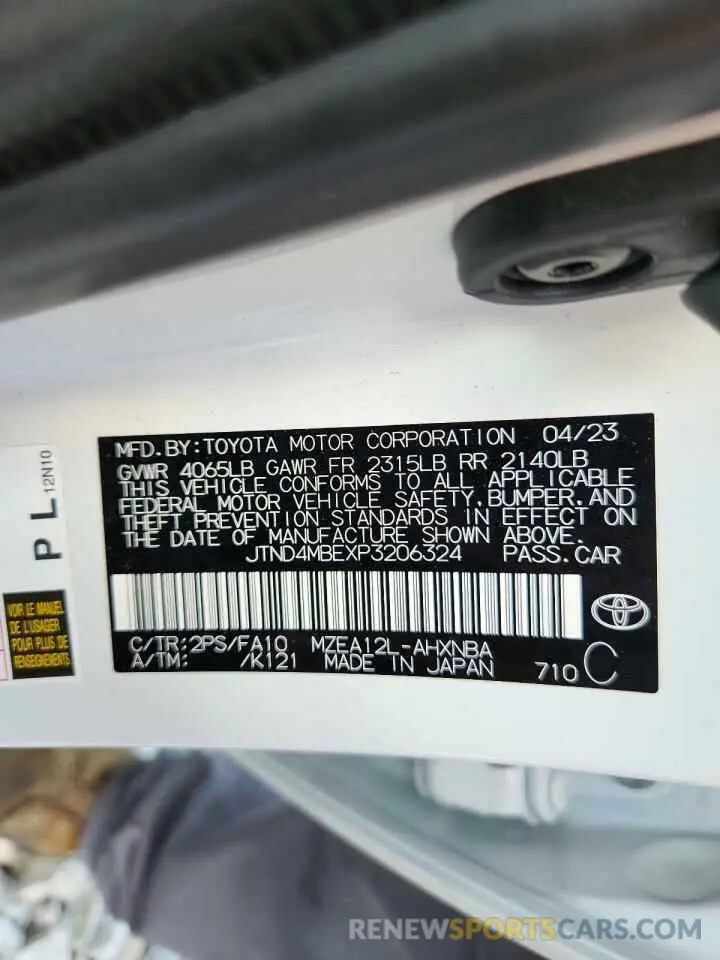 MFD.BY:TOYOTA MOTOR CORPORATION 04/23
GVWR 4065LB GAWR FR 2315LB RR 2140LB
THIS VEHICLE CONFORMS TO ALL APPLICABLE
FEDERAL MOTOR VEHICLE SAFETY,BUMPER,AND
THEFT PREVENTION STANDARDS IN EFFECT ON
THE DATE OF MANUFACTURE SHOWN ABOVE.
JTND4MBEXP3206324 PASS.CAR
C/TR:2PS/FA10 MZEA12L-AHXNBA
A/TM: /K121 MADE IN JAPAN 710 C
P L 12N10
VOIR LE MANUEL
DE L'USAGER
POUR PLUS DE
RENSEIGNEMENTS
RENEWSPORTSCARS.COM